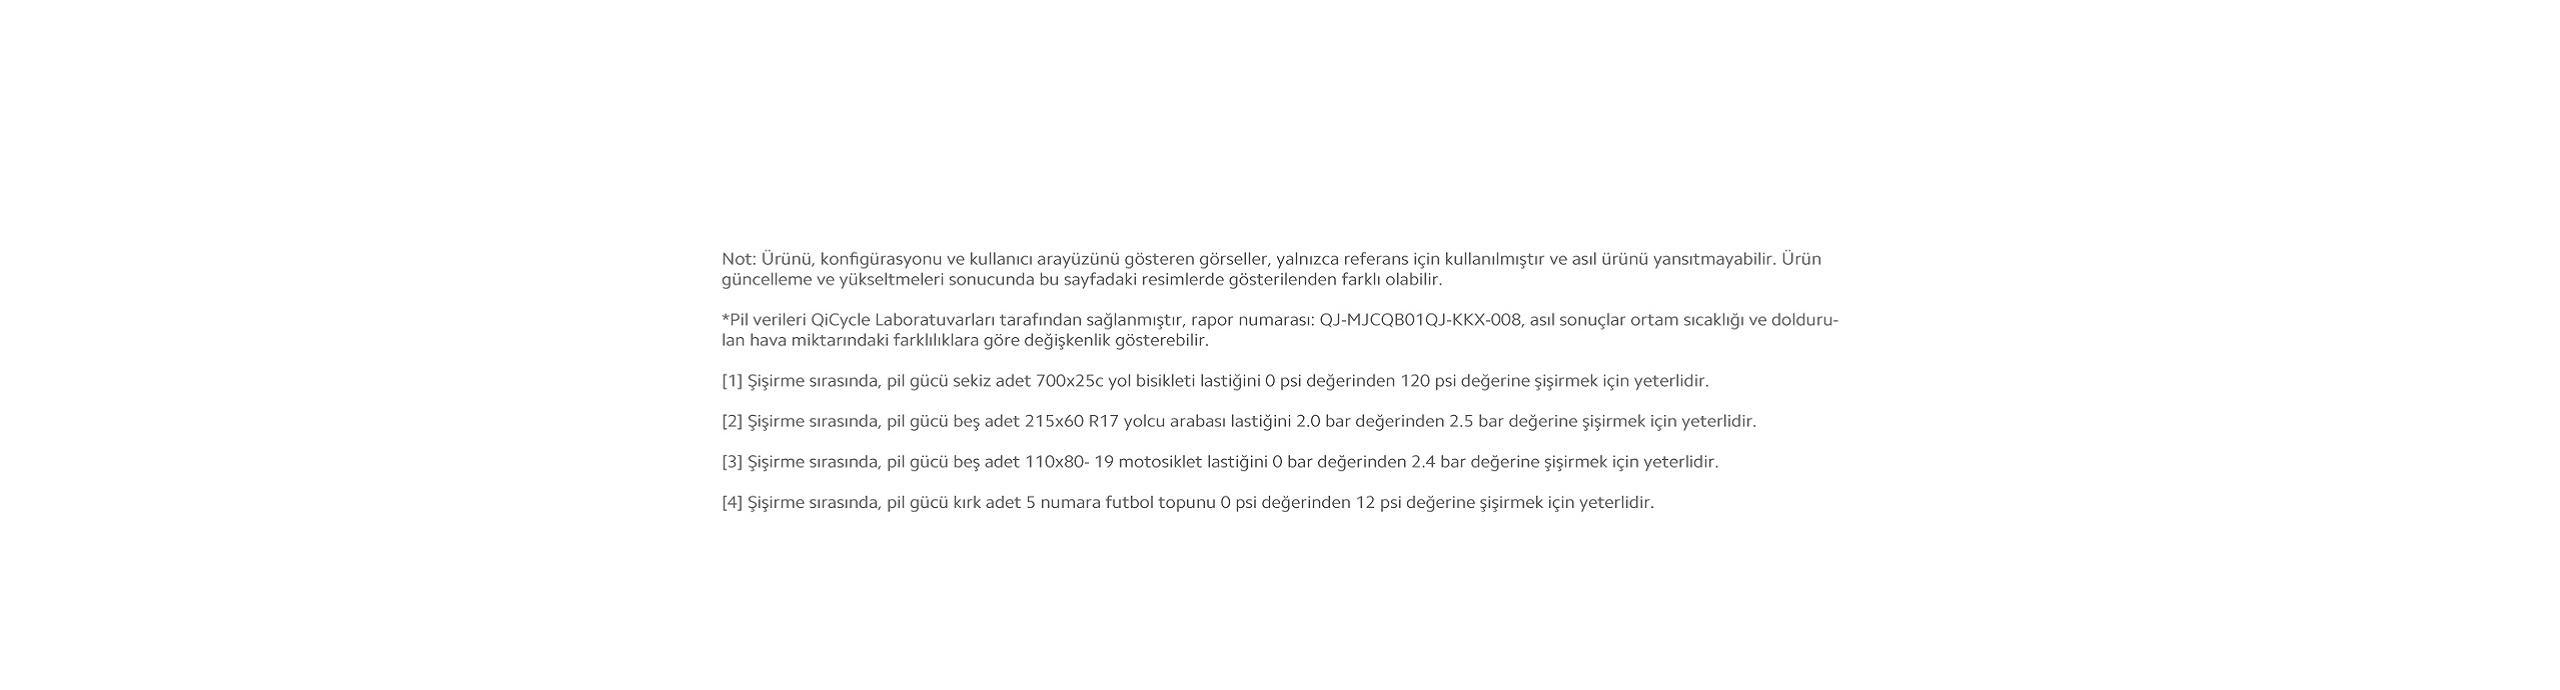 Not: Ürünü, konfigürasyonu ve kullanıcı arayüzünü gösteren görseller, yalnızca referans için kullanılmıştır ve asıl ürünü yansıtmayabilir. Ürün
güncelleme ve yükseltmeleri sonucunda bu sayfadaki resimlerde gösterilenden farklı olabilir.
*Pil verileri QiCycle Laboratuvarları tarafından sağlanmıştır, rapor numarası: QJ-MJCQB01QJ-KKX-008, asıl sonuçlar ortam sıcaklığı ve dolduru-
lan hava miktarındaki farklılıklara göre değişkenlik gösterebilir.
[1] Şişirme sırasında, pil gücü sekiz adet 700x25c yol bisikleti lastiğini 0 psi değerinden 120 psi değerine şişirmek için yeterlidir.
[2] Şişirme sırasında, pil gücü beş adet 215x60 R17 yolcu arabası lastiğini 2.0 bar değerinden 2.5 bar değerine şişirmek için yeterlidir.
[3] Şişirme sırasında, pil gücü beş adet 110x80- 19 motosiklet lastiğini 0 bar değerinden 2.4 bar değerine şişirmek için yeterlidir.
[4] Şişirme sırasında, pil gücü kırk adet 5 numara futbol topunu 0 psi değerinden 12 psi değerine şişirmek için yeterlidir.